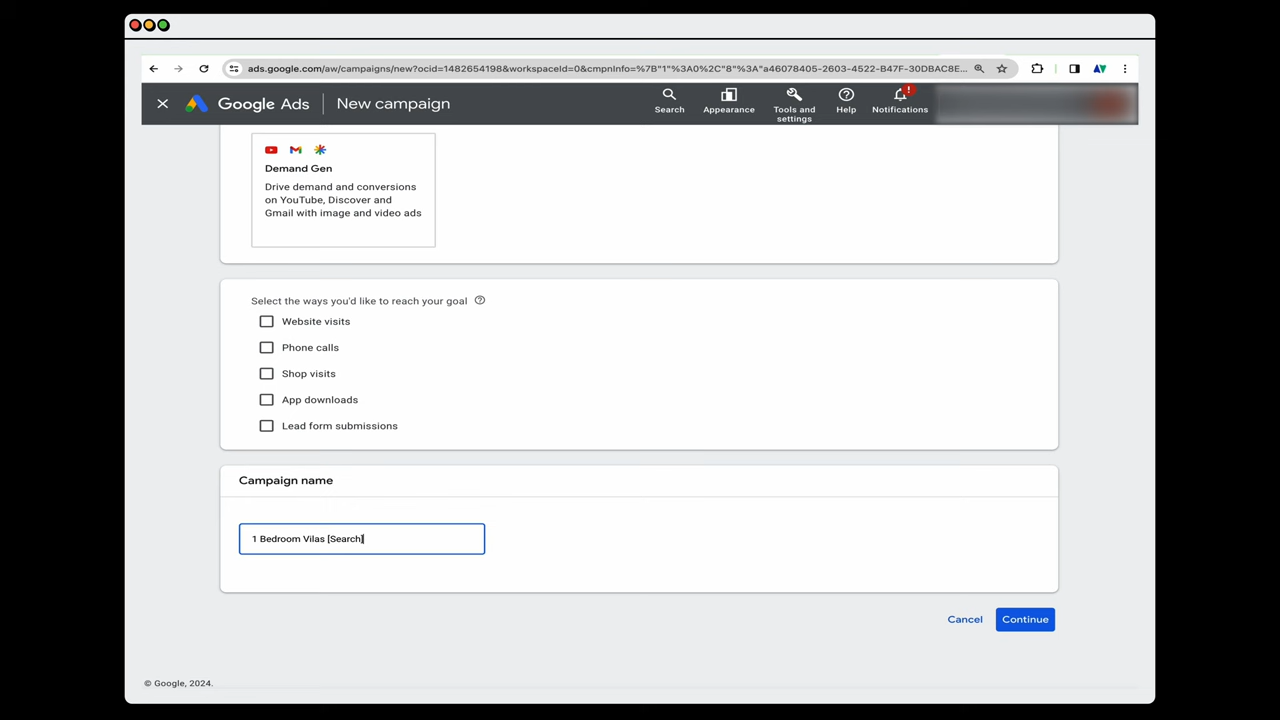 ads.google.com/aw/campaigns/new?ocid=1482654198&workspaceId=0&cmpnInfo=%7B"1"%3A0%2C"8"%3A"a46078405-2603-4522-B47F-30DBAC8E...
Google Ads
New campaign
Search
Appearance
Tools and
settings
Help
!
Notifications
Demand Gen
Drive demand and conversions
on YouTube, Discover and
Gmail with image and video ads
Select the ways you'd like to reach your goal
Website visits
Phone calls
Shop visits
App downloads
Lead form submissions
Campaign name
1 Bedroom Vilas [Search]
Cancel
Continue
© Google, 2024.